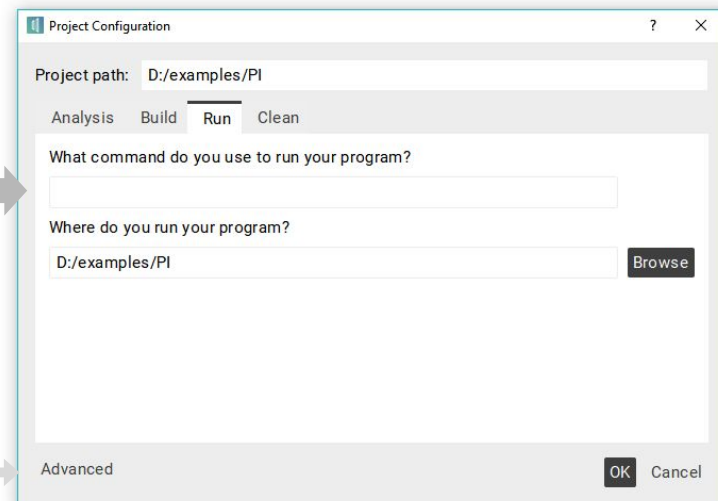 Project Configuration ?
Project path: D:/examples/PI
Analysis Build Run Clean
What command do you use to run your program?
Where do you run your program?
D:/examples/PI Browse
Advanced OK Cancel